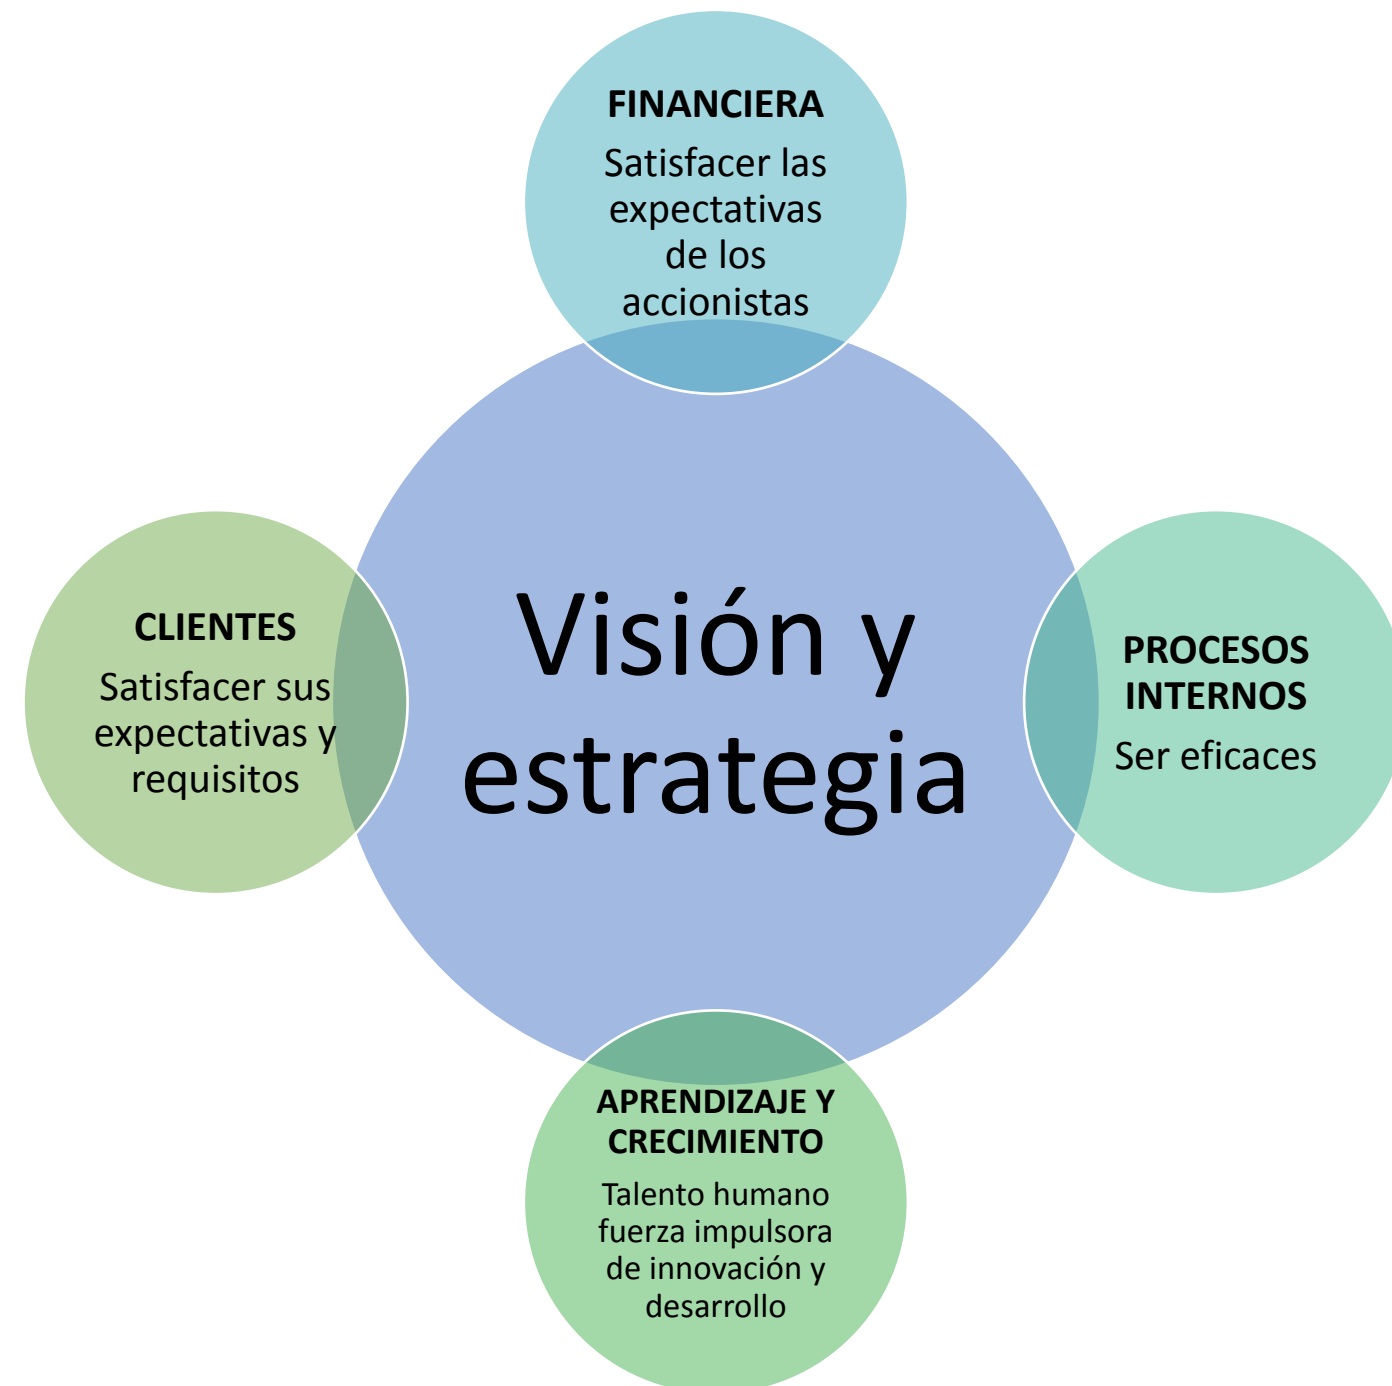 FINANCIERA
Satisfacer las
expectativas
de los
accionistas
CLIENTES
Satisfacer sus
expectativas y
requisitos
Visión y
estrategia
PROCESOS
INTERNOS
Ser eficaces
APRENDIZAJE Y
CRECIMIENTO
Talento humano
fuerza impulsora
de innovación y
desarrollo